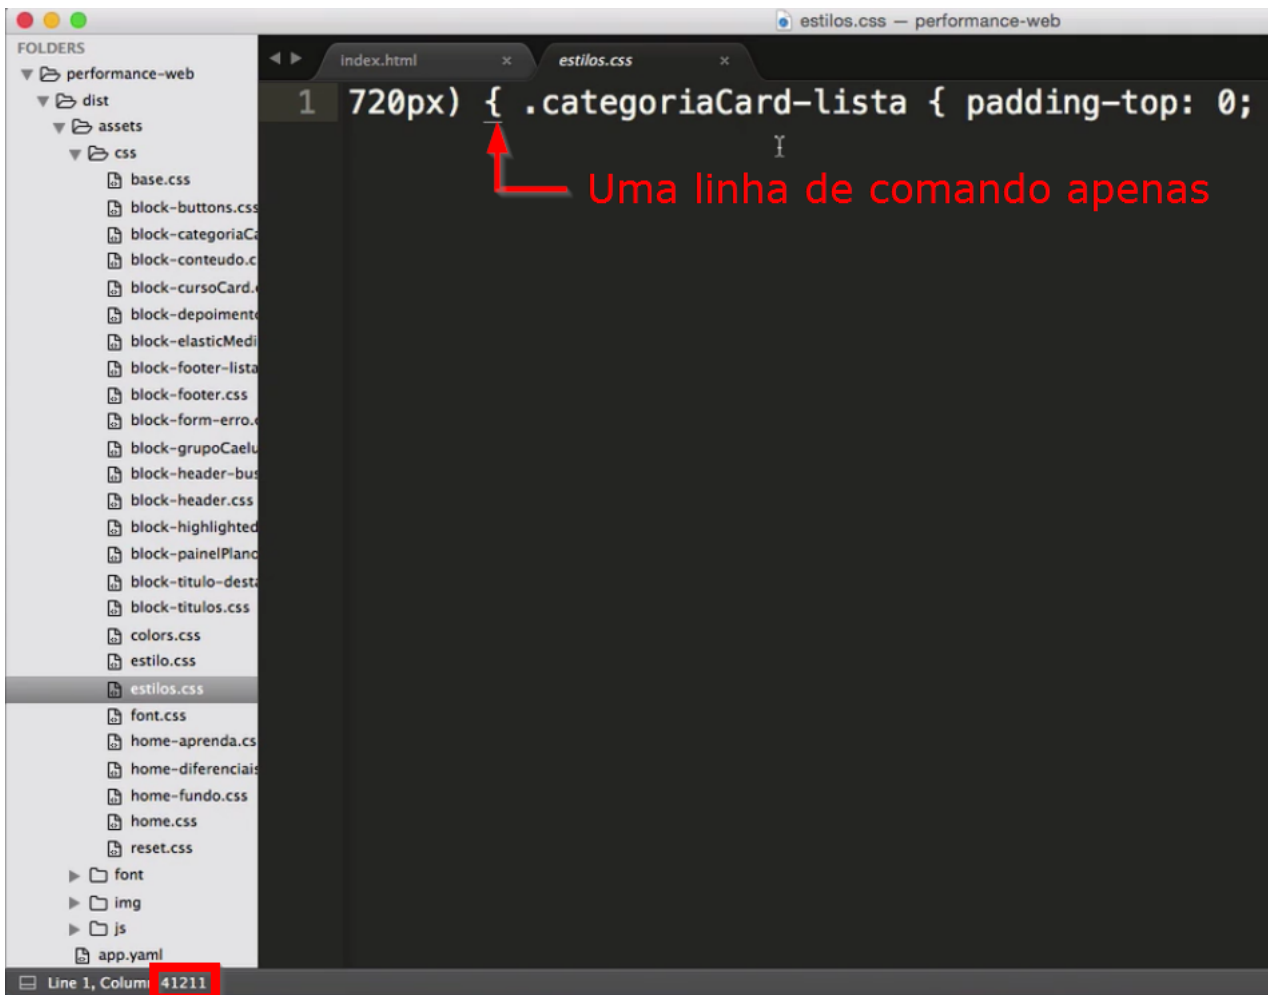 estilos.css — performance-web
FOLDERS
performance-web
dist
assets
css
base.css
block-buttons.css
block-categoriaCa
block-conteudo.c
block-cursoCard.
block-depoimento
block-elasticMedi
block-footer-lista
block-footer.css
block-form-erro.
block-grupoCaelu
block-header-bus
block-header.css
block-highlighted
block-painelPlano
block-titulo-desta
block-titulos.css
colors.css
estilo.css
estilos.css
font.css
home-aprenda.cs
home-diferenciais
home-fundo.css
home.css
reset.css
font
img
js
app.yaml
index.html × estilos.css ×
1 720px) { .categoriaCard-lista { padding-top: 0;
Uma linha de comando apenas
Line 1, Column 41211